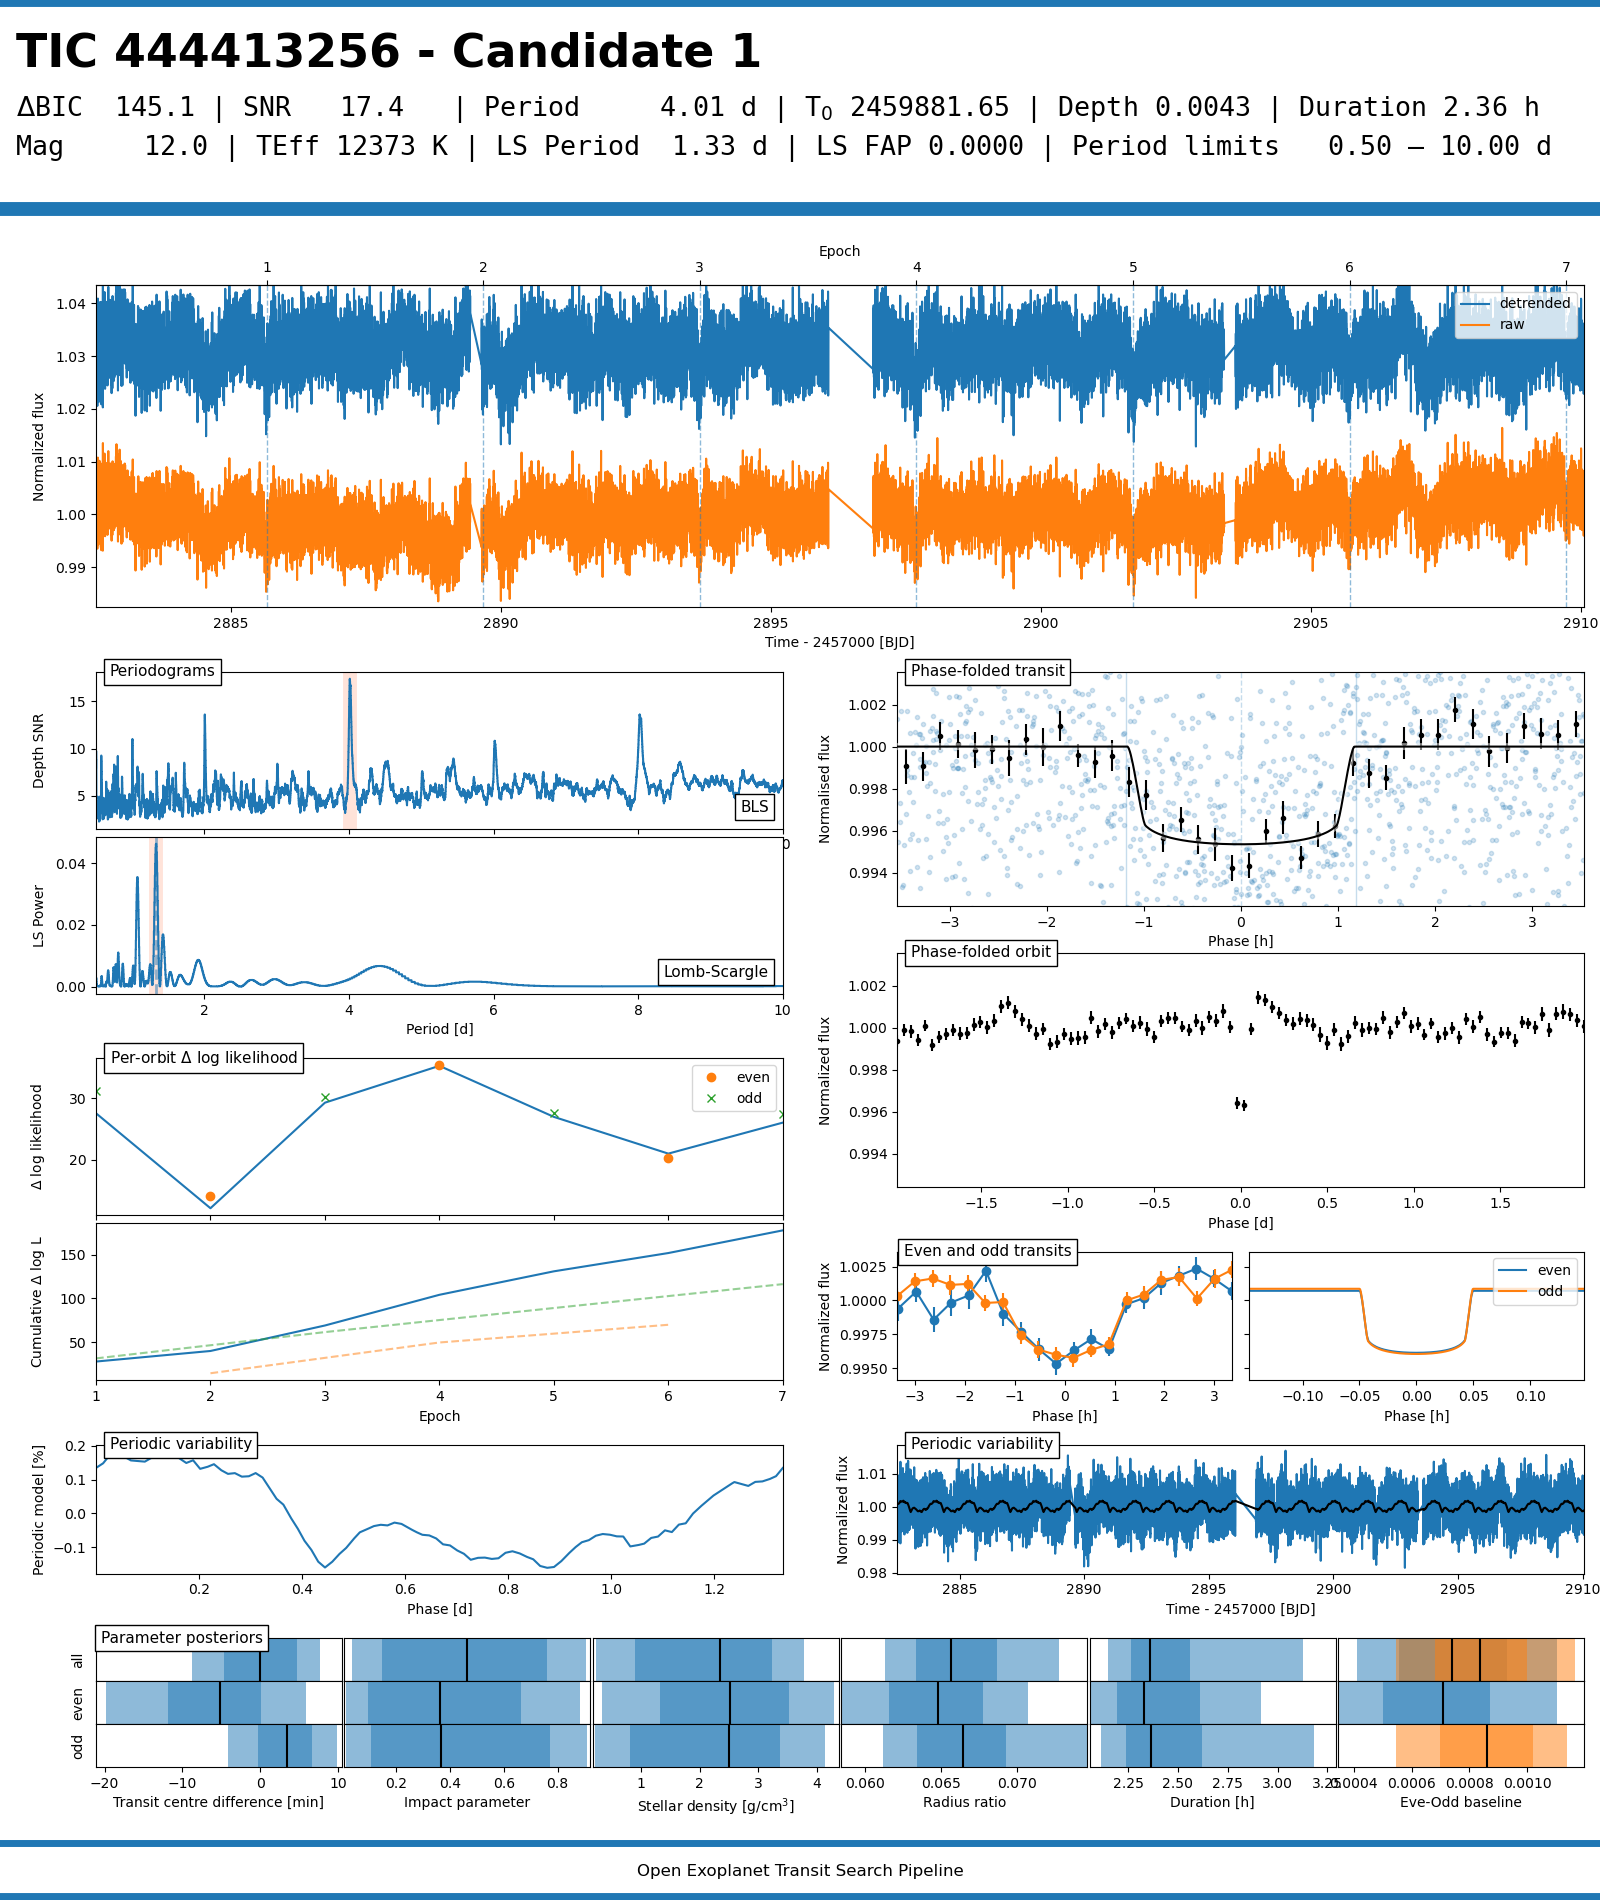 TIC 444413256 - Candidate 1
ΔBIC 145.1 | SNR 17.4 | Period 4.01 d | T0 2459881.65 | Depth 0.0043 | Duration 2.36 h
Mag 12.0 | TEff 12373 K | LS Period 1.33 d | LS FAP 0.0000 | Period limits 0.50 — 10.00 d
Epoch
1 2 3 4 5 6 7
detrended
raw
1.04
1.03
1.02
1.01
1.00
0.99
Normalized flux
2885 2890 2895 2900 2905 2910
Time - 2457000 [BJD]
Periodograms
Depth SNR
15
10
5
BLS
0
LS Power
0.04
0.02
0.00
Lomb-Scargle
2 4 6 8 10
Period [d]
Phase-folded transit
Normalised flux
1.002
1.000
0.998
0.996
0.994
−3 −2 −1 0 1 2 3
Phase [h]
Phase-folded orbit
Normalized flux
1.002
1.000
0.998
0.996
0.994
−1.5 −1.0 −0.5 0.0 0.5 1.0 1.5
Phase [d]
Per-orbit Δ log likelihood
Δ log likelihood
30
20
even
odd
Cumulative Δ log L
150
100
50
1 2 3 4 5 6 7
Epoch
Even and odd transits
Normalized flux
1.0025
1.0000
0.9975
0.9950
−3 −2 −1 0 1 2 3
Phase [h]
even
odd
−0.10 −0.05 0.00 0.05 0.10
Phase [h]
Periodic variability
Periodic model [%]
0.2
0.1
0.0
−0.1
0.2 0.4 0.6 0.8 1.0 1.2
Phase [d]
Periodic variability
Normalized flux
1.01
1.00
0.99
0.98
2885 2890 2895 2900 2905 2910
Time - 2457000 [BJD]
Parameter posteriors
all
even
odd
−20 −10 0 10
Transit centre difference [min]
0.2 0.4 0.6 0.8
Impact parameter
1 2 3 4
Stellar density [g/cm3]
0.060 0.065 0.070
Radius ratio
2.25 2.50 2.75 3.00 3.25
Duration [h]
0.0004 0.0006 0.0008 0.0010
Eve-Odd baseline
Open Exoplanet Transit Search Pipeline